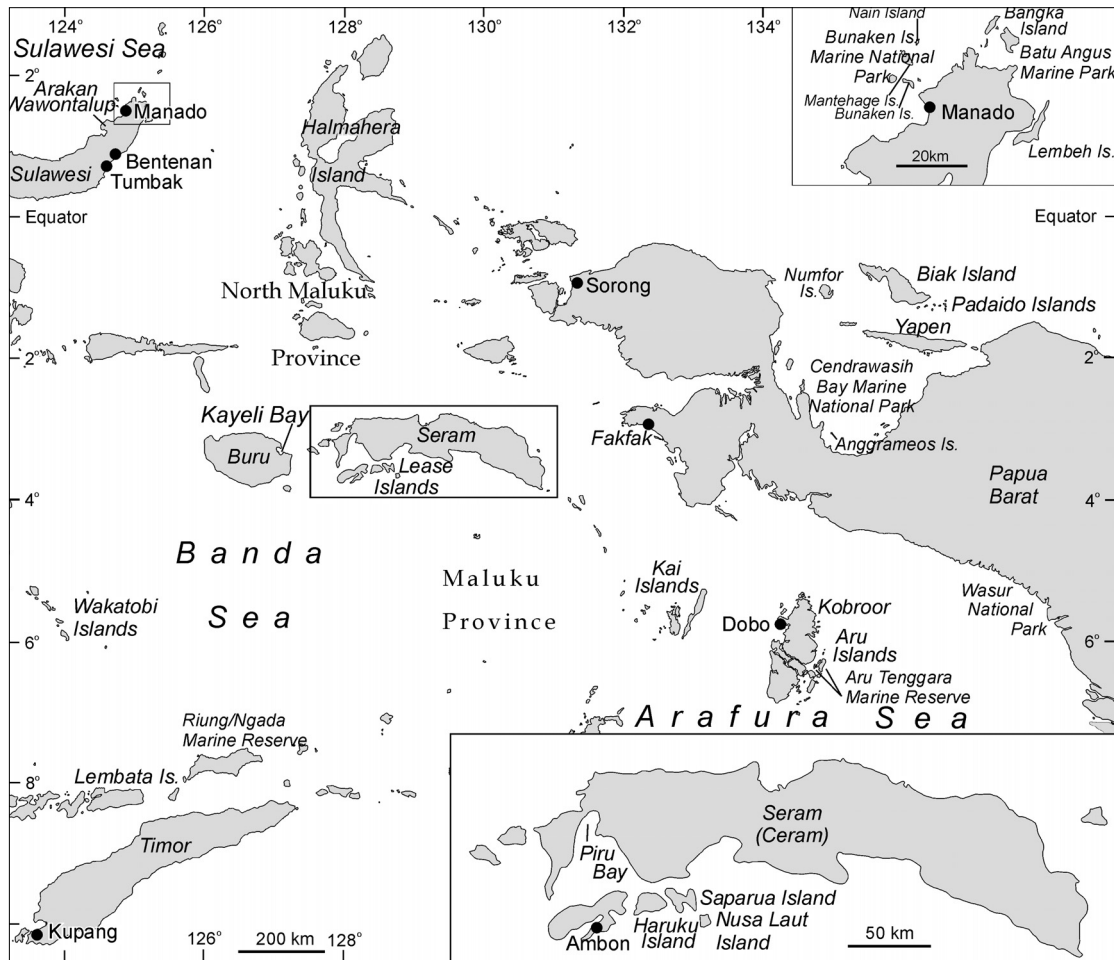 124°
126°
128°
130°
132°
134°
Sulawesi Sea
2°
Arakan
Wawontalup
Manado
Sulawesi
Bentenan
Tumbak
Equator
Halmahera
Island
North Maluku
Province
Nain Island
Bunaken Is.
Marine National
Park
Mantehage Is.
Bunaken Is.
Bangka
Island
Batu Angus
Marine Park
Manado
Lembeh Is.
20km
Equator
Sorong
Numfor
Is.
Biak Island
Padaido Islands
Yapen
2°
2°
Cendrawasih
Bay Marine
National Park
Anggrameos Is.
Kayeli Bay
Buru
Seram
Lease
Islands
Fakfak
Papua
Barat
4°
4°
Banda
Sea
Maluku
Province
Wakatobi
Islands
Kai
Islands
Dobo
Kobroor
Aru
Islands
Aru Tenggara
Marine Reserve
Wasur
National
Park
6°
6°
Arafura Sea
Riung/Ngada
Marine Reserve
Lembata Is.
8°
Timor
Kupang
126°
200 km
128°
Seram
(Ceram)
Piru
Bay
Saparua Island
Haruku
Island
Nusa Laut
Island
Ambon
50 km